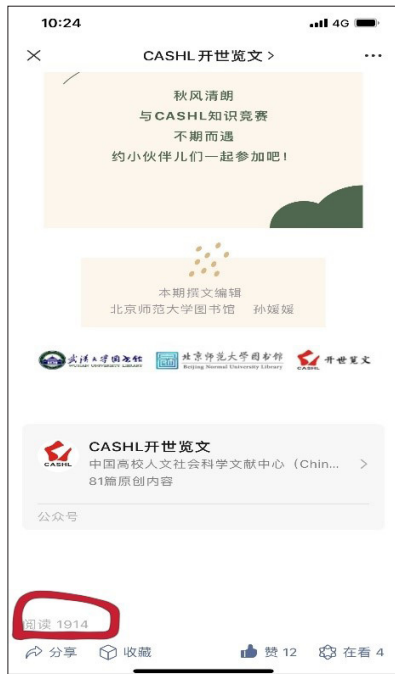 10:24
4G
CASHL开世览文 >
秋风清朗
与CASHL知识竞赛
不期而遇
约小伙伴儿们一起参加吧!
本期撰文编辑
北京师范大学图书馆 孙媛媛
武汉大学图书馆
WUHAN UNIVERSITY LIBRARY
北京师范大学图书馆
Beijing Normal University Library
CASHL
开世览文
CASHL
CASHL开世览文
中国高校人文社会科学文献中心(Chin...
81篇原创内容
公众号
阅读 1914
分享 收藏 赞 12 在看 4